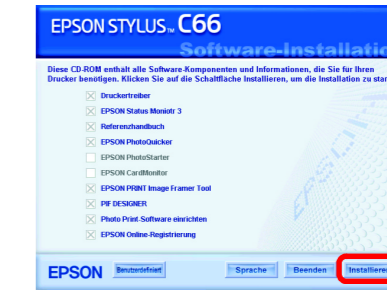 EPSON STYLUS™ C66
Software-Installatio
Diese CD-ROM enthält alle Software-Komponenten und Informationen, die Sie für Ihren
Drucker benötigen. Klicken Sie auf die Schaltfläche Installieren, um die Installation zu star
Druckertreiber
EPSON Status Moniotr 3
Referenzhandbuch
EPSON PhotoQuicker
EPSON PhotoStarter
EPSON CardMonitor
EPSON PRINT Image Framer Tool
PIF DESIGNER
Photo Print-Software einrichten
EPSON Online-Registrierung
EPSON Benutzerdefiniert Sprache Beenden Installieren